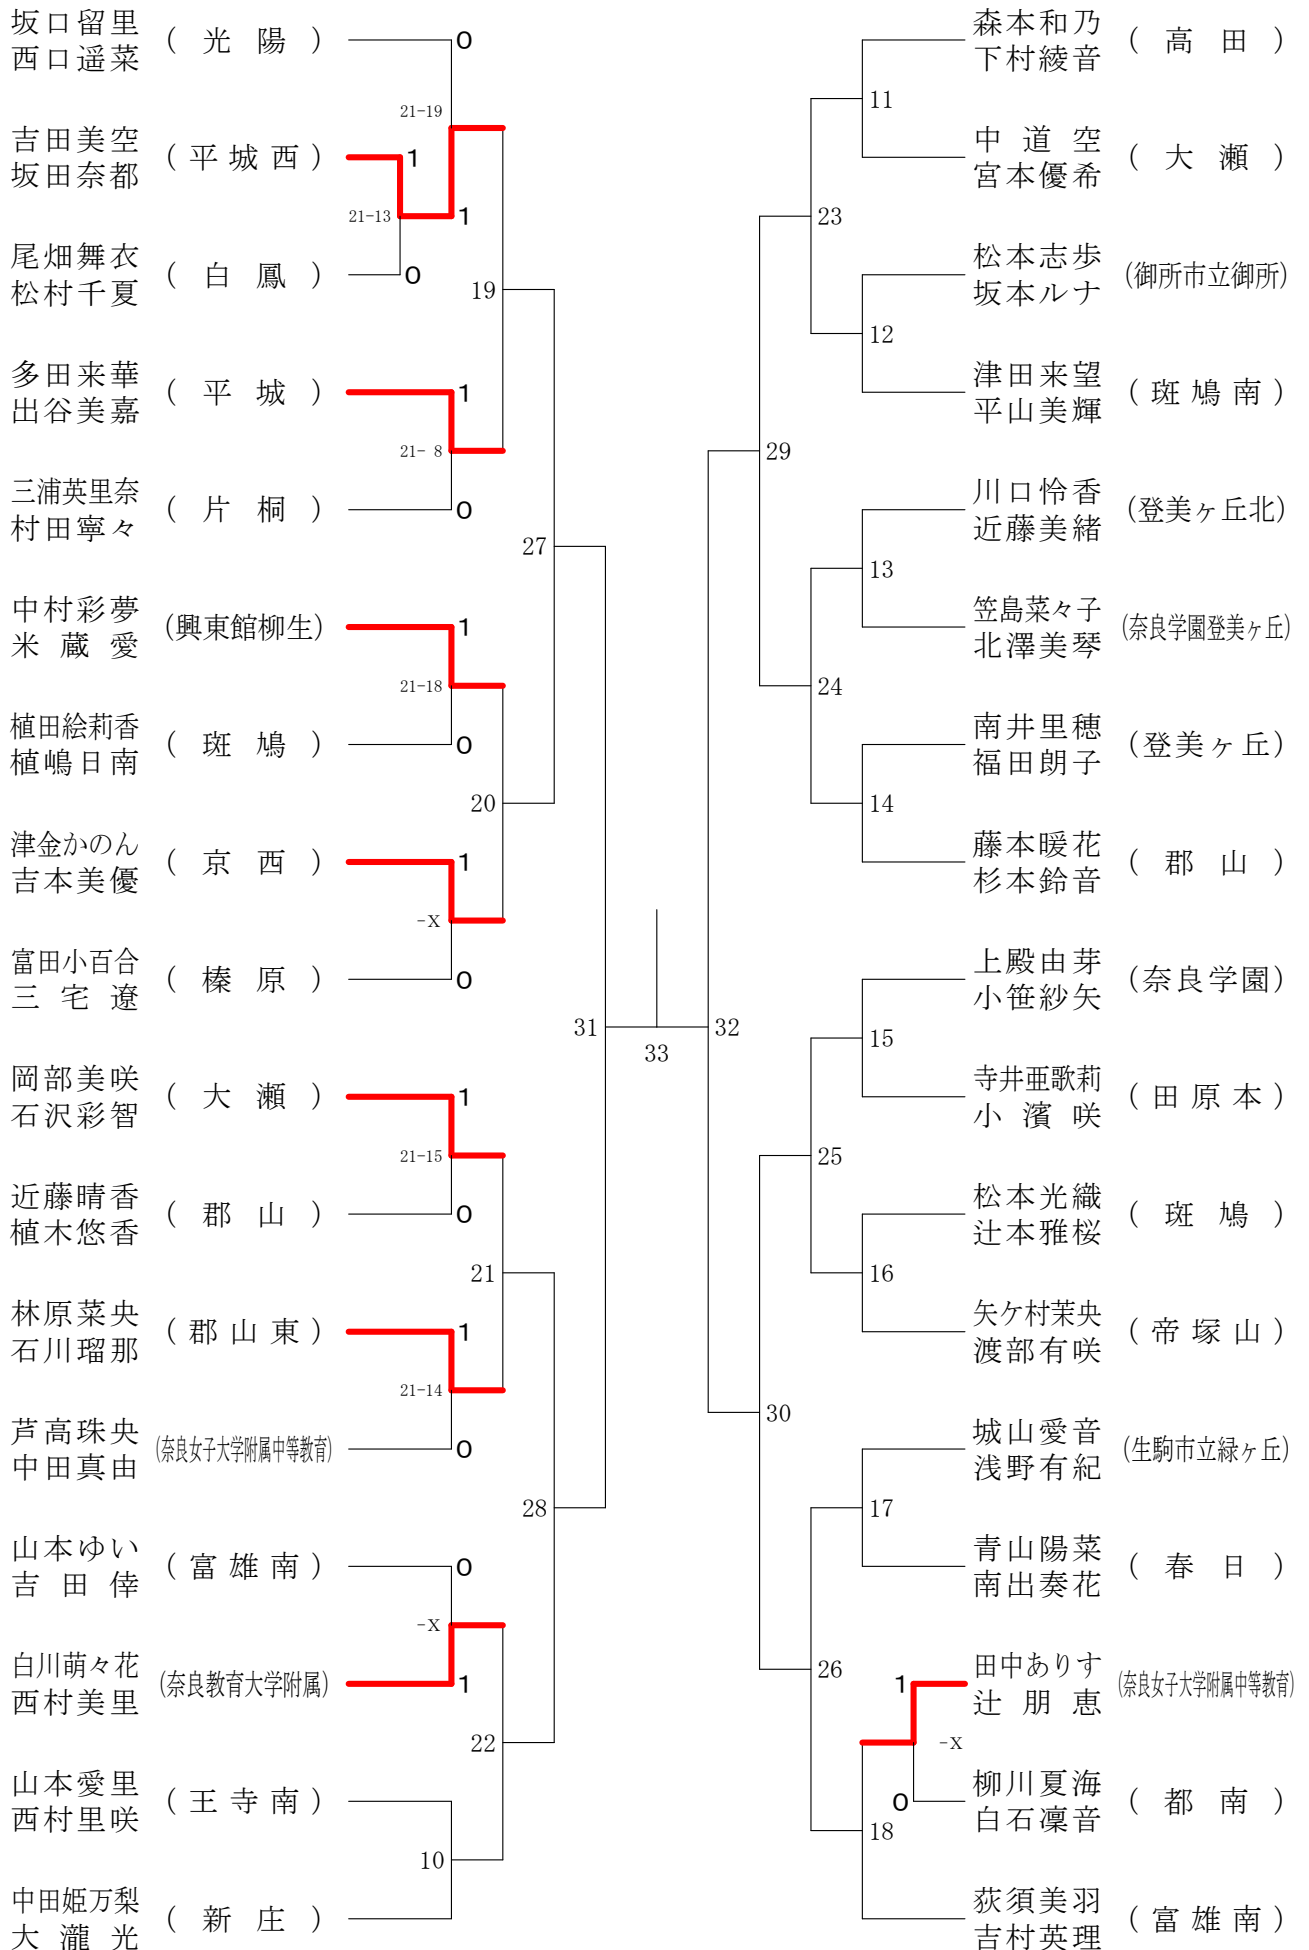 坂口留里
西口遥菜
( 光 陽 )
0
21-19
吉田美空
坂田奈都
( 平 城 西 )
1
21-13
1
尾畑舞衣
松村千夏
( 白 鳳 )
0
19
多田来華
出谷美嘉
( 平 城 )
1
21- 8
三浦英里奈
村田寧々
( 片 桐 )
0
27
中村彩夢
米 蔵 愛
(興東館柳生)
1
21-18
植田絵莉香
植嶋日南
( 斑 鳩 )
0
20
津金かのん
吉本美優
( 京 西 )
1
-X
富田小百合
三 宅 遼
( 榛 原 )
0
31
岡部美咲
石沢彩智
( 大 瀬 )
1
21-15
近藤晴香
植木悠香
( 郡 山 )
0
21
林原菜央
石川瑠那
( 郡 山 東 )
1
21-14
芦高珠央
中田真由
(奈良女子大学附属中等教育)
0
28
山本ゆい
吉 田 倖
( 富 雄 南 )
0
-X
白川萌々花
西村美里
(奈良教育大学附属)
1
22
山本愛里
西村里咲
( 王 寺 南 )
10
中田姫万梨
大 瀧 光
( 新 庄 )
33
森本和乃
下村綾音
( 高 田 )
11
中 道 空
宮本優希
( 大 瀬 )
23
松本志歩
坂本ルナ
(御所市立御所)
12
津田来望
平山美輝
( 斑 鳩 南 )
29
川口怜香
近藤美緒
(登美ヶ丘北)
13
笠島菜々子
北澤美琴
(奈良学園登美ヶ丘)
24
南井里穂
福田朗子
(登美ヶ丘)
14
藤本暖花
杉本鈴音
( 郡 山 )
32
上殿由芽
小笹紗矢
(奈良学園)
15
寺井亜歌莉
小 濱 咲
( 田 原 本 )
25
松本光織
辻本雅桜
( 斑 鳩 )
16
矢ケ村茉央
渡部有咲
( 帝 塚 山 )
30
城山愛音
浅野有紀
(生駒市立緑ヶ丘)
17
青山陽菜
南出奏花
( 春 日 )
26
田中ありす
辻 朋 恵
(奈良女子大学附属中等教育)
1
-X
柳川夏海
白石凜音
( 都 南 )
0
18
荻須美羽
吉村英理
( 富 雄 南 )